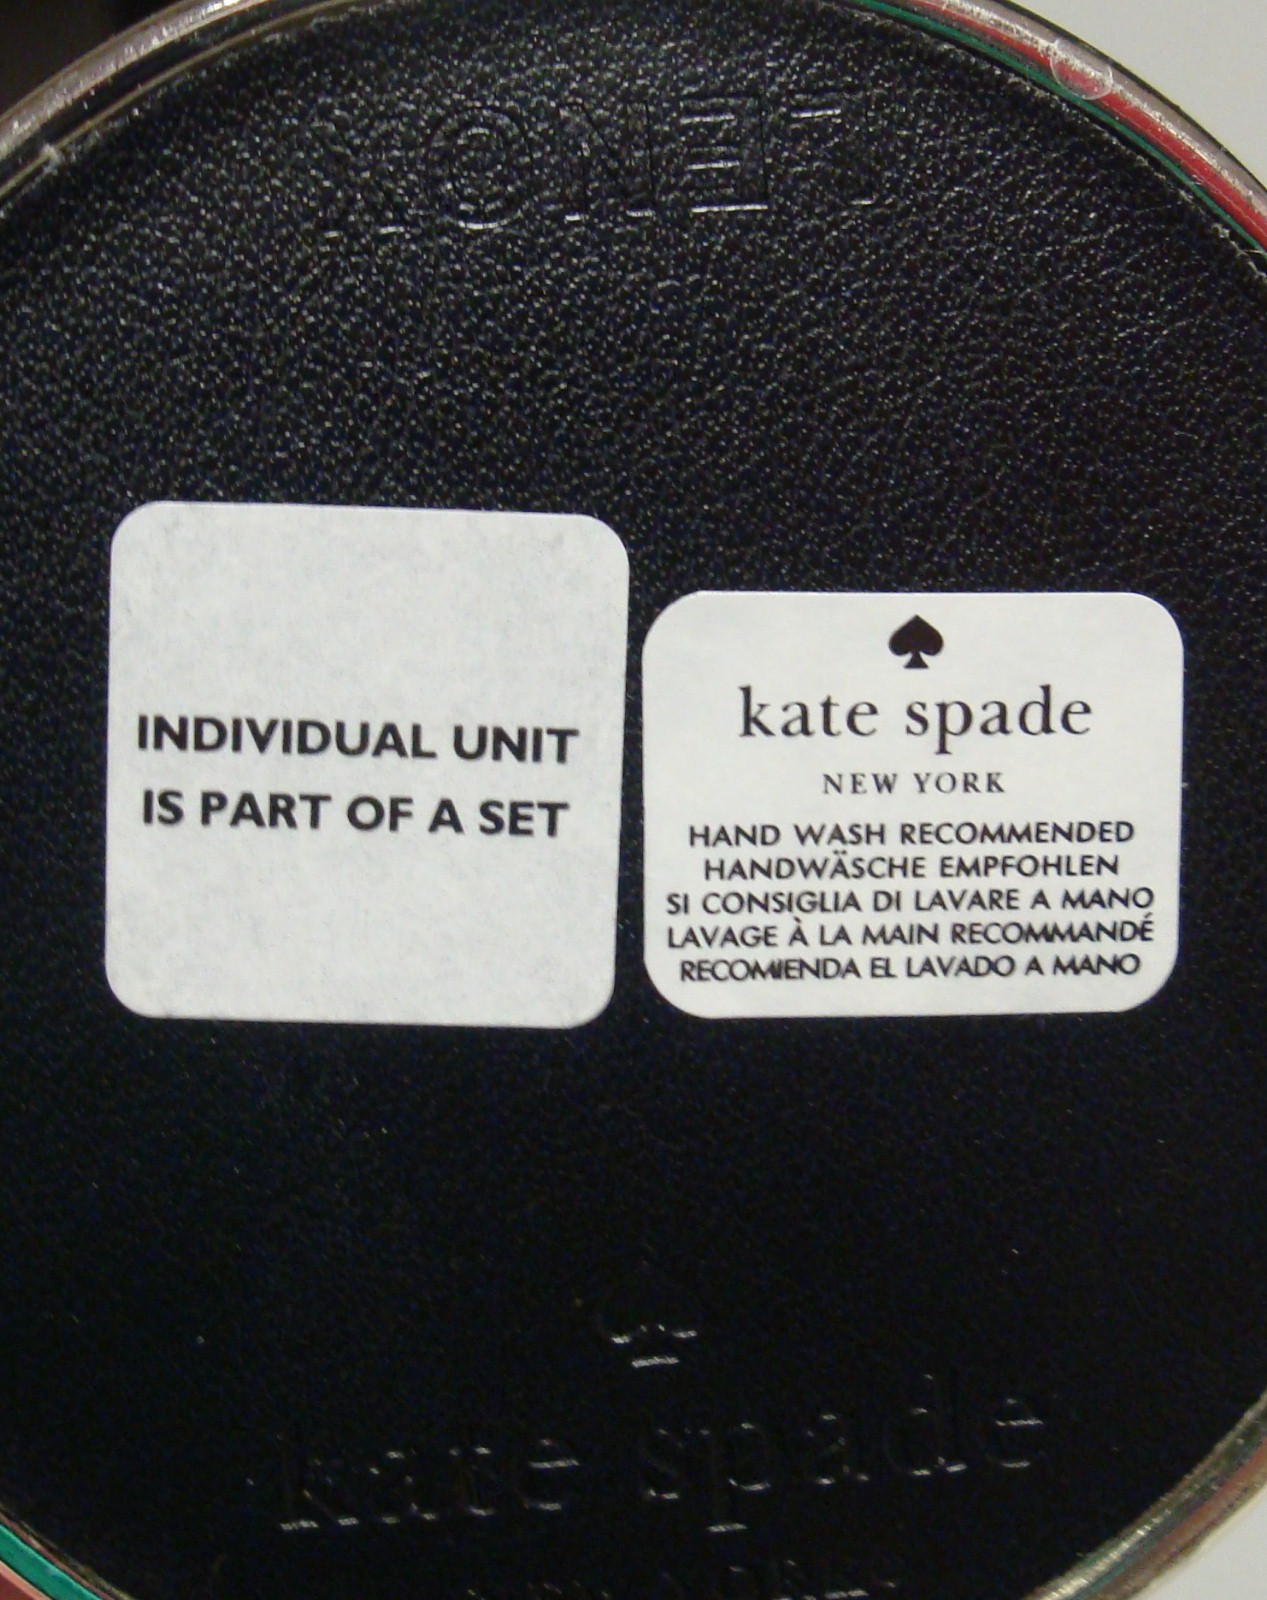 LENOX
INDIVIDUAL UNIT
IS PART OF A SET
kate spade
NEW YORK
HAND WASH RECOMMENDED
HANDWÄSCHE EMPFOHLEN
SI CONSIGLIA DI LAVARE A MANO
LAVAGE À LA MAIN RECOMMANDÉ
RECOMIENDA EL LAVADO A MANO
kate spade